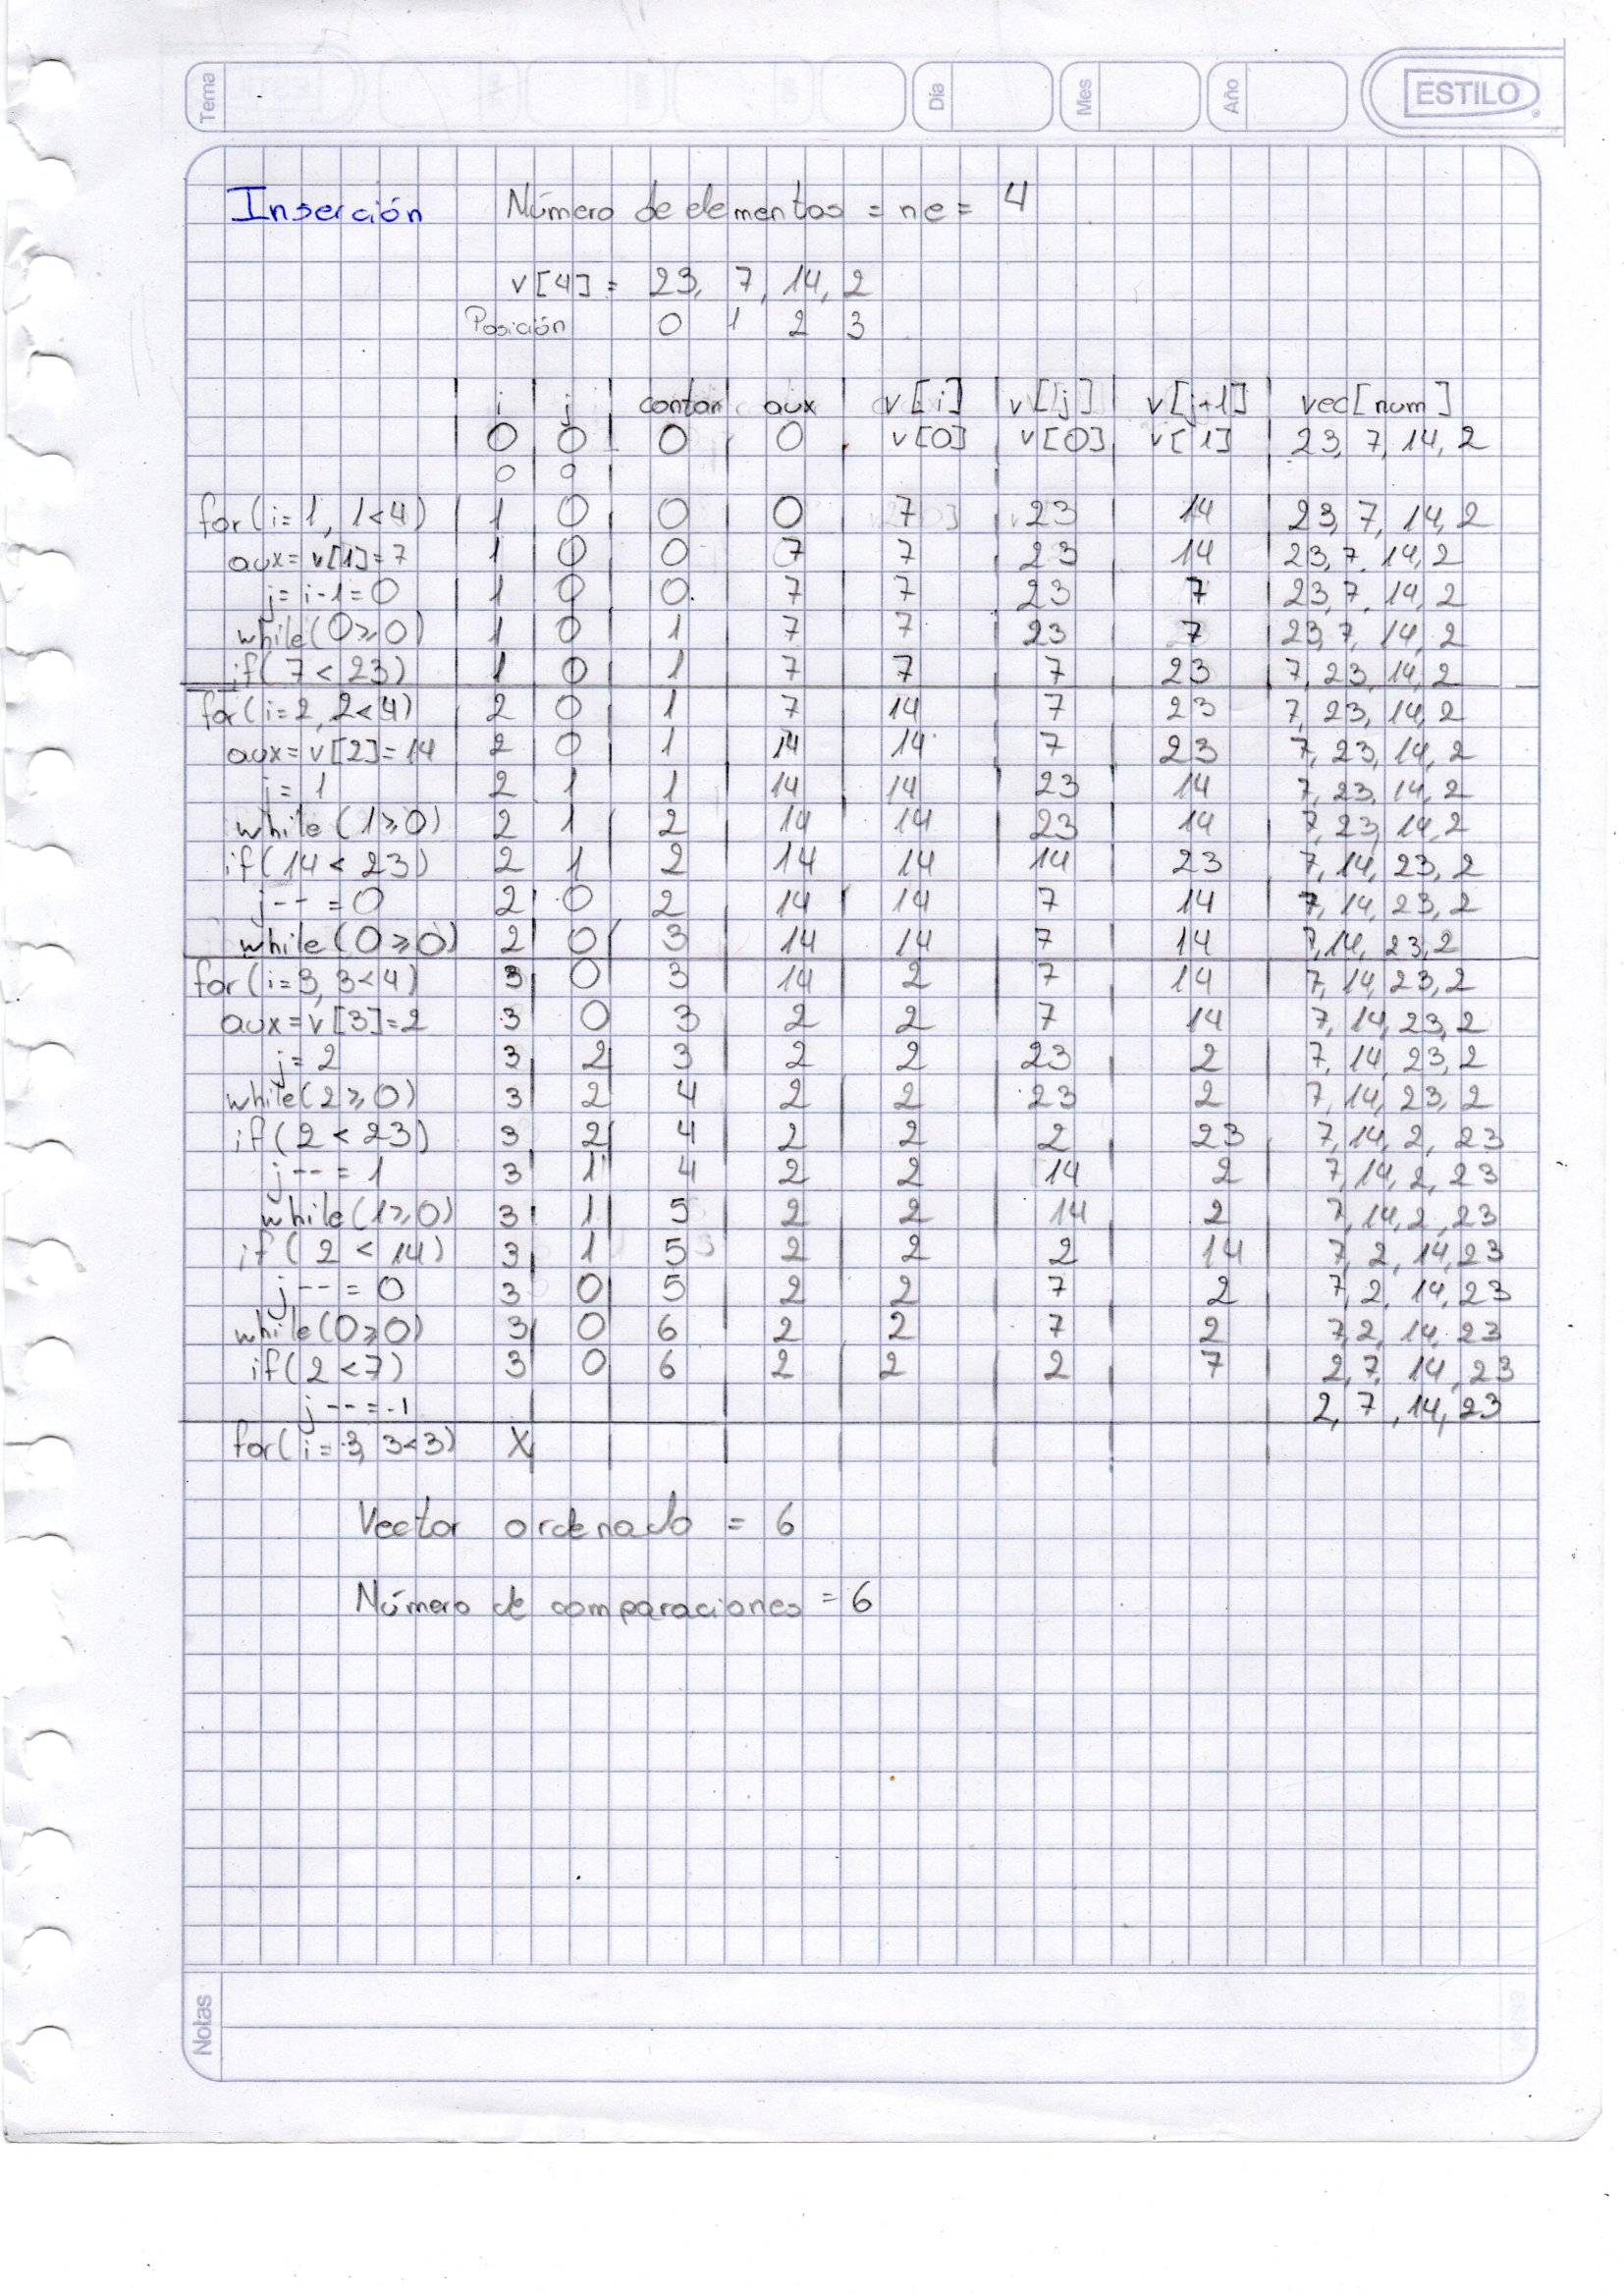 Tema Día Mes Año ESTILO
Inserción Número de elementos = ne = 4
v[4] = 23, 7, 14, 2
Posición 0 1 2 3
i j contar aux v[i] v[j] v[j+1] vec[num]
0 0 0 0 v[0] v[0] v[1] 23, 7, 14, 2
0 0
for(i=1, 1<4) 1 0 0 0 7 23 14 23, 7, 14, 2
aux=v[1]=7 1 0 0 7 7 23 14 23, 7, 14, 2
j= i-1=0 1 0 0 7 7 23 7 23, 7, 14, 2
while(0≥0) 1 0 1 7 7 23 7 23, 7, 14, 2
if(7<23) 1 0 1 7 7 7 23 7, 23, 14, 2
for(i=2, 2<4) 2 0 1 7 14 7 23 7, 23, 14, 2
aux=v[2]=14 2 0 1 14 14 7 23 7, 23, 14, 2
j= 1 2 1 1 14 14 23 14 7, 23, 14, 2
while (1≥0) 2 1 2 14 14 23 14 7, 23, 14, 2
if(14<23) 2 1 2 14 14 14 23 7, 14, 23, 2
j-- = 0 2 0 2 14 14 7 14 7, 14, 23, 2
while(0≥0) 2 0 3 14 14 7 14 7, 14, 23, 2
for(i=3, 3<4) 3 0 3 14 2 7 14 7, 14, 23, 2
aux=v[3]=2 3 0 3 2 2 7 14 7, 14, 23, 2
j= 2 3 2 3 2 2 23 2 7, 14, 23, 2
while(2≥0) 3 2 4 2 2 23 2 7, 14, 23, 2
if(2<23) 3 2 4 2 2 2 23 7, 14, 2, 23
j-- = 1 3 1 4 2 2 14 2 7, 14, 2, 23
while(1≥0) 3 1 5 2 2 14 2 7, 14, 2, 23
if(2<14) 3 1 5 2 2 2 14 7, 2, 14, 23
j-- = 0 3 0 5 2 2 7 2 7, 2, 14, 23
while(0≥0) 3 0 6 2 2 7 2 7, 2, 14, 23
if(2<7) 3 0 6 2 2 2 7 2, 7, 14, 23
j-- = -1 2, 7, 14, 23
for(i=3, 3<3) X
Vector ordenado = 6
Número de comparaciones = 6
Notas